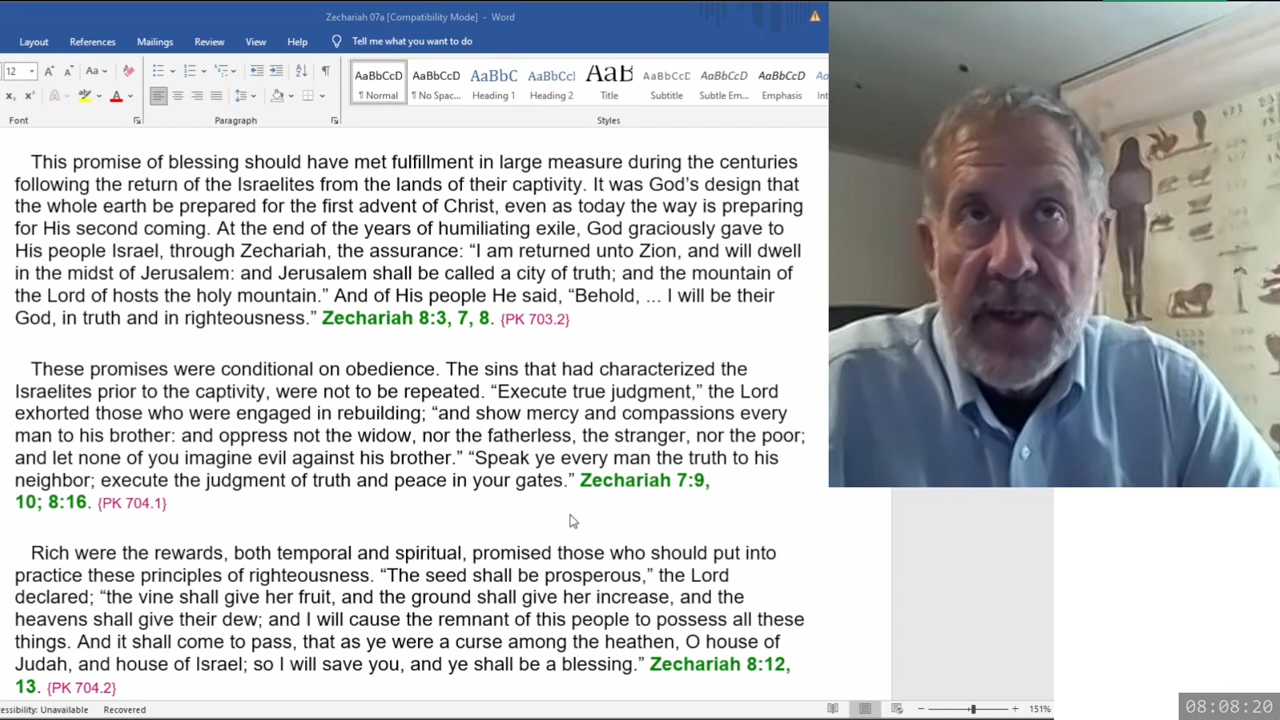 Zechariah 07a [Compatibility Mode] - Word
Layout References Mailings Review View Help Tell me what you want to do
12 Aa
AaBbCcD AaBbCcD AaBbC AaBbCcl AaB AaBbCcD AaBbCcD AaBbCcD
¶ Normal ¶ No Spac... Heading 1 Heading 2 Title Subtitle Subtle Em... Emphasis
Font Paragraph Styles
This promise of blessing should have met fulfillment in large measure during the centuries
following the return of the Israelites from the lands of their captivity. It was God's design that
the whole earth be prepared for the first advent of Christ, even as today the way is preparing
for His second coming. At the end of the years of humiliating exile, God graciously gave to
His people Israel, through Zechariah, the assurance: “I am returned unto Zion, and will dwell
in the midst of Jerusalem: and Jerusalem shall be called a city of truth; and the mountain of
the Lord of hosts the holy mountain.” And of His people He said, “Behold, ... I will be their
God, in truth and in righteousness.” Zechariah 8:3, 7, 8. {PK 703.2}
These promises were conditional on obedience. The sins that had characterized the
Israelites prior to the captivity, were not to be repeated. “Execute true judgment,” the Lord
exhorted those who were engaged in rebuilding; “and show mercy and compassions every
man to his brother: and oppress not the widow, nor the fatherless, the stranger, nor the poor;
and let none of you imagine evil against his brother.” “Speak ye every man the truth to his
neighbor; execute the judgment of truth and peace in your gates.” Zechariah 7:9,
10; 8:16. {PK 704.1}
Rich were the rewards, both temporal and spiritual, promised those who should put into
practice these principles of righteousness. “The seed shall be prosperous,” the Lord
declared; “the vine shall give her fruit, and the ground shall give her increase, and the
heavens shall give their dew; and I will cause the remnant of this people to possess all these
things. And it shall come to pass, that as ye were a curse among the heathen, O house of
Judah, and house of Israel; so I will save you, and ye shall be a blessing.” Zechariah 8:12,
13. {PK 704.2}
essibility: Unavailable Recovered 151%
08:08:20